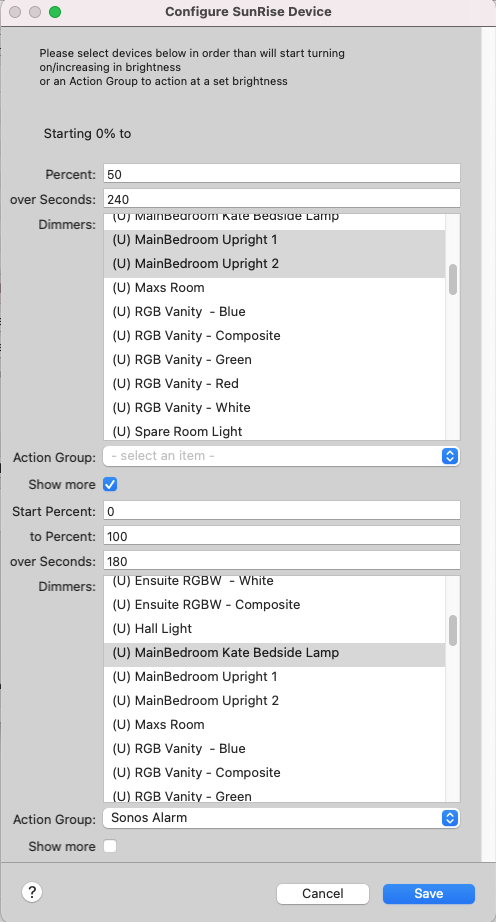 Configure SunRise Device
Please select devices below in order than will start turning
on/increasing in brightness
or an Action Group to action at a set brightness
Starting 0% to
Percent: 50
over Seconds: 240
Dimmers:
(U) MainBedroom Kate Bedside Lamp
(U) MainBedroom Upright 1
(U) MainBedroom Upright 2
(U) Maxs Room
(U) RGB Vanity  - Blue
(U) RGB Vanity - Composite
(U) RGB Vanity - Green
(U) RGB Vanity - Red
(U) RGB Vanity - White
(U) Spare Room Light
Action Group: - select an item -
Show more
Start Percent: 0
to Percent: 100
over Seconds: 180
Dimmers:
(U) Ensuite RGBW  - White
(U) Ensuite RGBW - Composite
(U) Hall Light
(U) MainBedroom Kate Bedside Lamp
(U) MainBedroom Upright 1
(U) MainBedroom Upright 2
(U) Maxs Room
(U) RGB Vanity  - Blue
(U) RGB Vanity - Composite
(U) RGB Vanity - Green
Action Group: Sonos Alarm
Show more
? Cancel Save